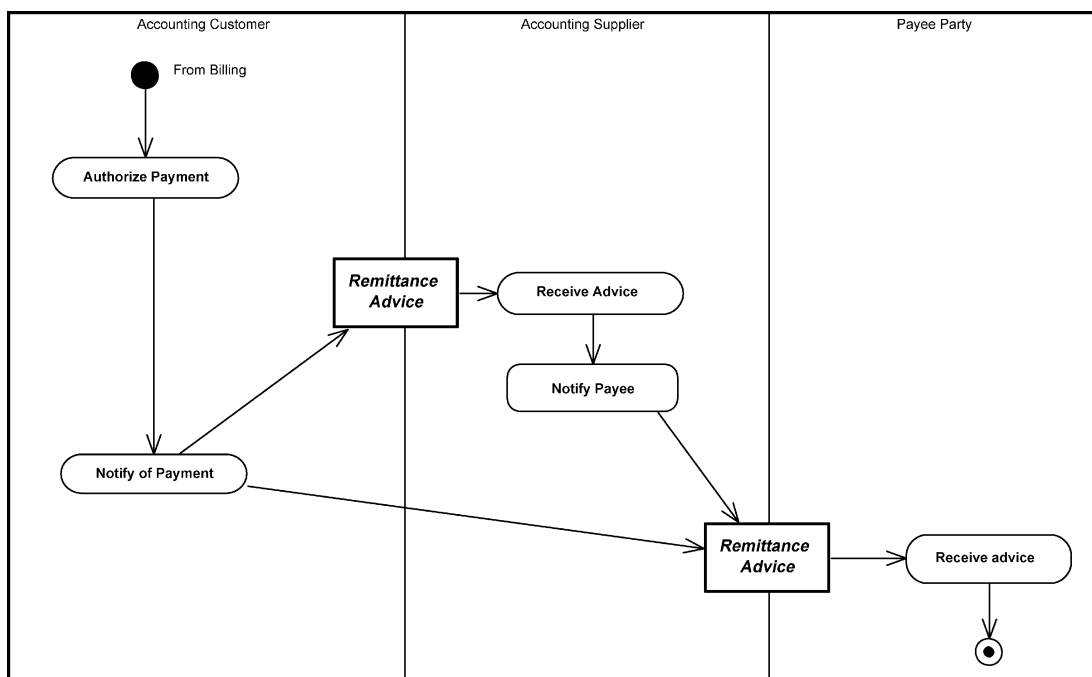 Accounting Customer
Accounting Supplier
Payee Party
From Billing
Authorize Payment
Remittance
Advice
Receive Advice
Notify Payee
Notify of Payment
Remittance
Advice
Receive advice